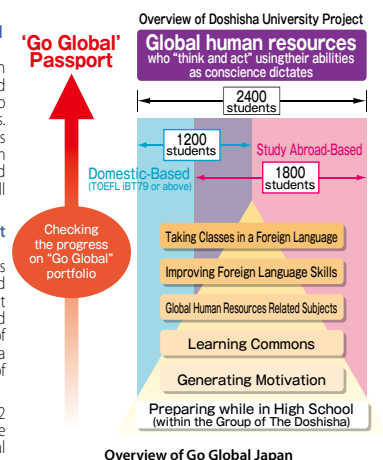 Overview of Doshisha University Project
'Go Global'
Passport
Global human resources
who "think and act" usingtheir abilities
as conscience dictates
2400
students
1200
students
Domestic-Based
(TOEFL iBT79 or above)
Study Abroad-Based
1800
students
Checking
the progress
on "Go Global"
portfolio
Taking Classes in a Foreign Language
Improving Foreign Language Skills
Global Human Resources Related Subjects
Learning Commons
Generating Motivation
Preparing while in High School
(within the Group of The Doshisha)
Overview of Go Global Japan